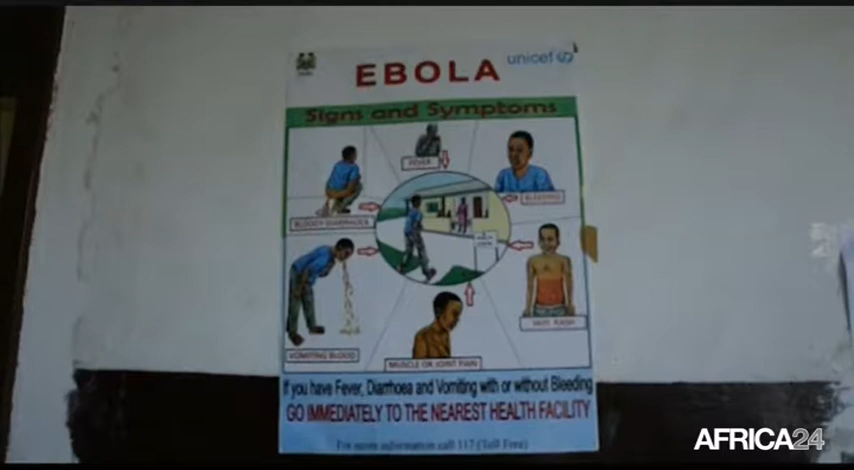 unicef
EBOLA
Signs and Symptoms
FEVER
BLEEDING
BLOODY DIARRHOEA
VOMITING BLOOD
MUSCLE OR JOINT PAIN
RASH
If you have Fever, Diarrhoea and Vomiting with or without Bleeding
GO IMMEDIATELY TO THE NEAREST HEALTH FACILITY
For more information call 117 (Toll Free)
AFRICA24